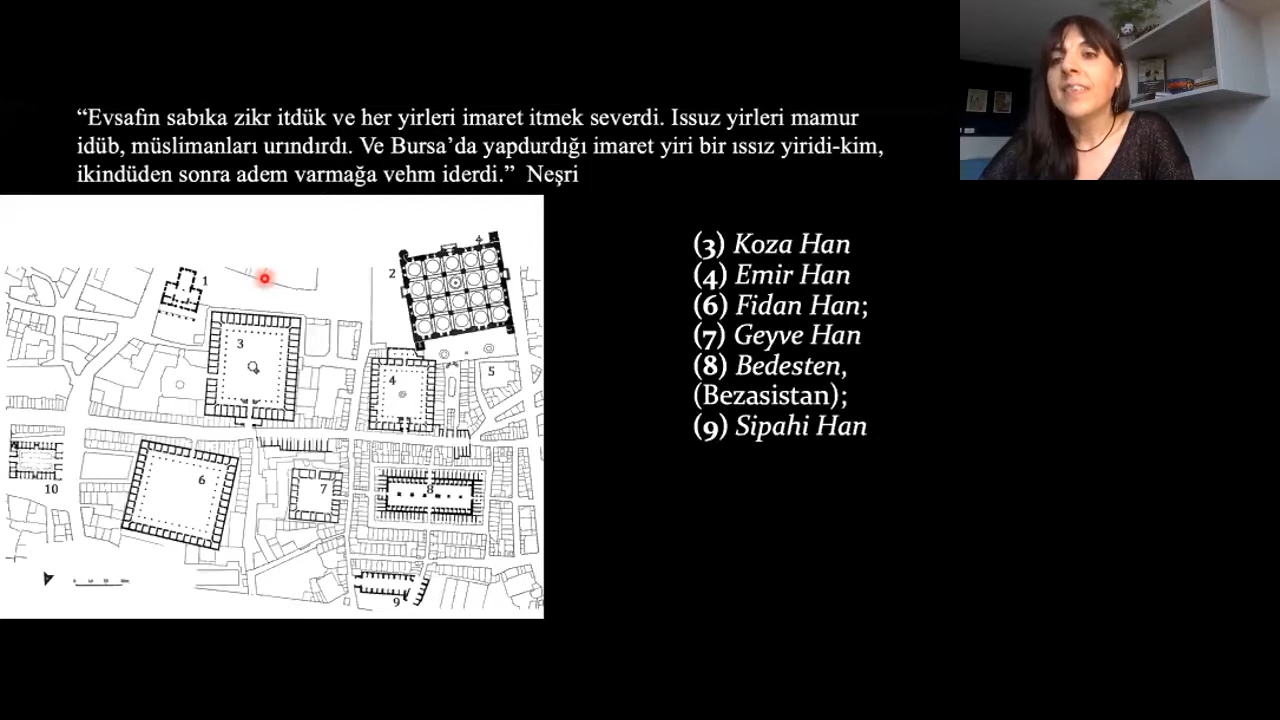 “Evsafın sabıka zikr itdük ve her yirleri imaret itmek severdi. Issuz yirleri mamur
idüb, müslimanları urındırdı. Ve Bursa’da yapdurdığı imaret yiri bir ıssız yiridi-kim,
ikindüden sonra adem varmağa vehm iderdi.” Neşri
(3) Koza Han
(4) Emir Han
(6) Fidan Han;
(7) Geyve Han
(8) Bedesten,
(Bezasistan);
(9) Sipahi Han
1
2
4
3
4
5
6
7
8
10
9